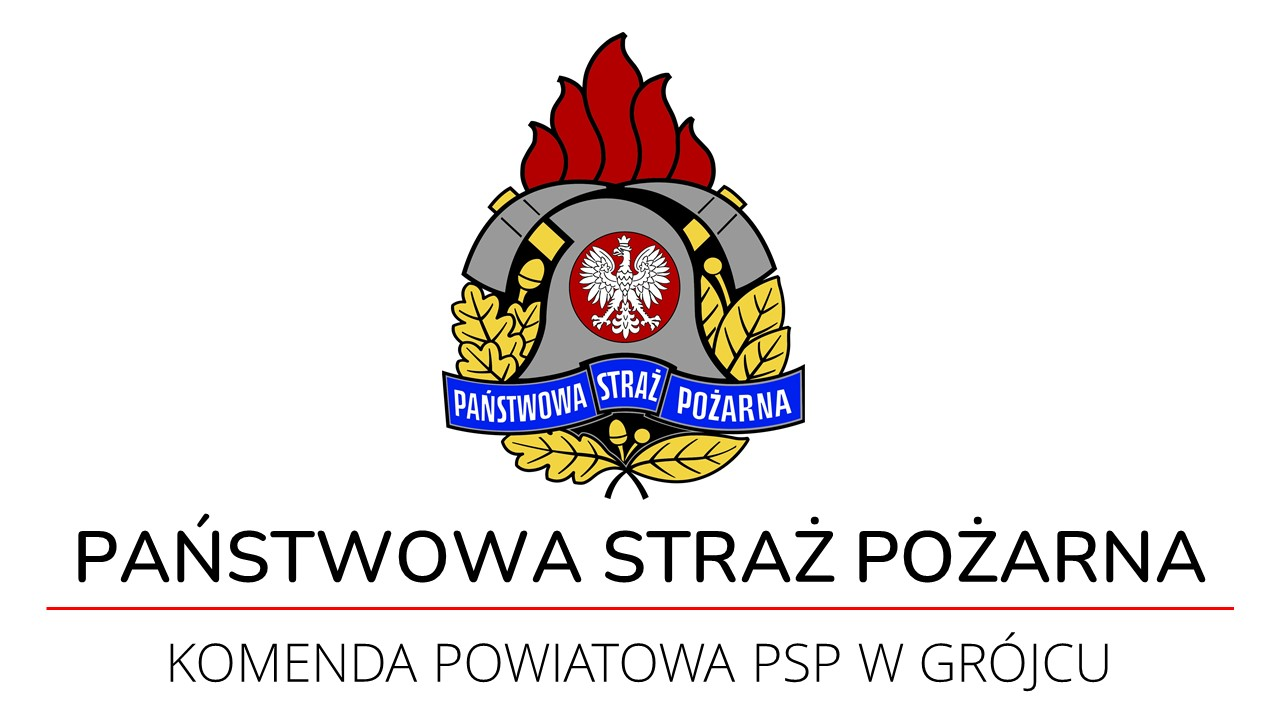 PAŃSTWOWA STRAŻ POŻARNA
PAŃSTWOWA STRAŻ POŻARNA
KOMENDA POWIATOWA PSP W GRÓJCU